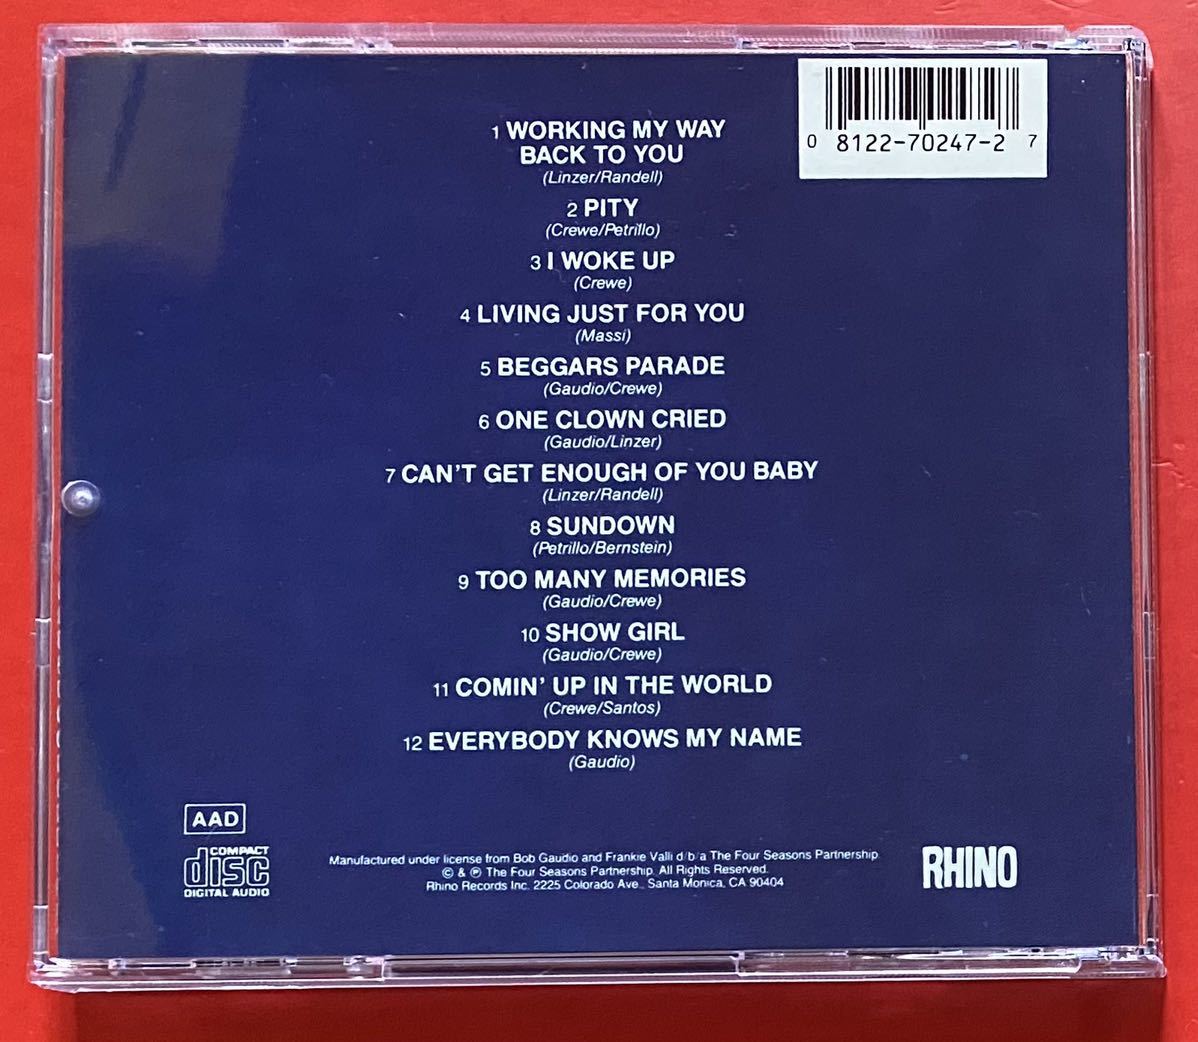 0 8122-70247-2 7
1 WORKING MY WAY
BACK TO YOU
(Linzer/Randell)
2 PITY
(Crewe/Petrillo)
3 I WOKE UP
(Crewe)
4 LIVING JUST FOR YOU
(Massi)
5 BEGGARS PARADE
(Gaudio/Crewe)
6 ONE CLOWN CRIED
(Gaudio/Linzer)
7 CAN'T GET ENOUGH OF YOU BABY
(Linzer/Randell)
8 SUNDOWN
(Petrillo/Bernstein)
9 TOO MANY MEMORIES
(Gaudio/Crewe)
10 SHOW GIRL
(Gaudio/Crewe)
11 COMIN' UP IN THE WORLD
(Crewe/Santos)
12 EVERYBODY KNOWS MY NAME
(Gaudio)
AAD
COMPACT
disc
DIGITAL AUDIO
Manufactured under license from Bob Gaudio and Frankie Valli d/b/a The Four Seasons Partnership.
© & ℗ The Four Seasons Partnership. All Rights Reserved.
Rhino Records Inc. 2225 Colorado Ave., Santa Monica, CA 90404
RHINO